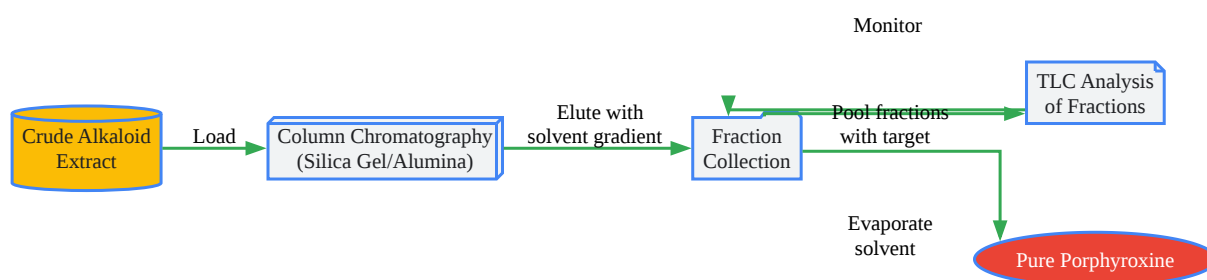 Monitor
Crude Alkaloid
Extract
Load
Column Chromatography
(Silica Gel/Alumina)
Elute with
solvent gradient
Fraction
Collection
Pool fractions
with target
TLC Analysis
of Fractions
Evaporate
solvent
Pure Porphyroxine